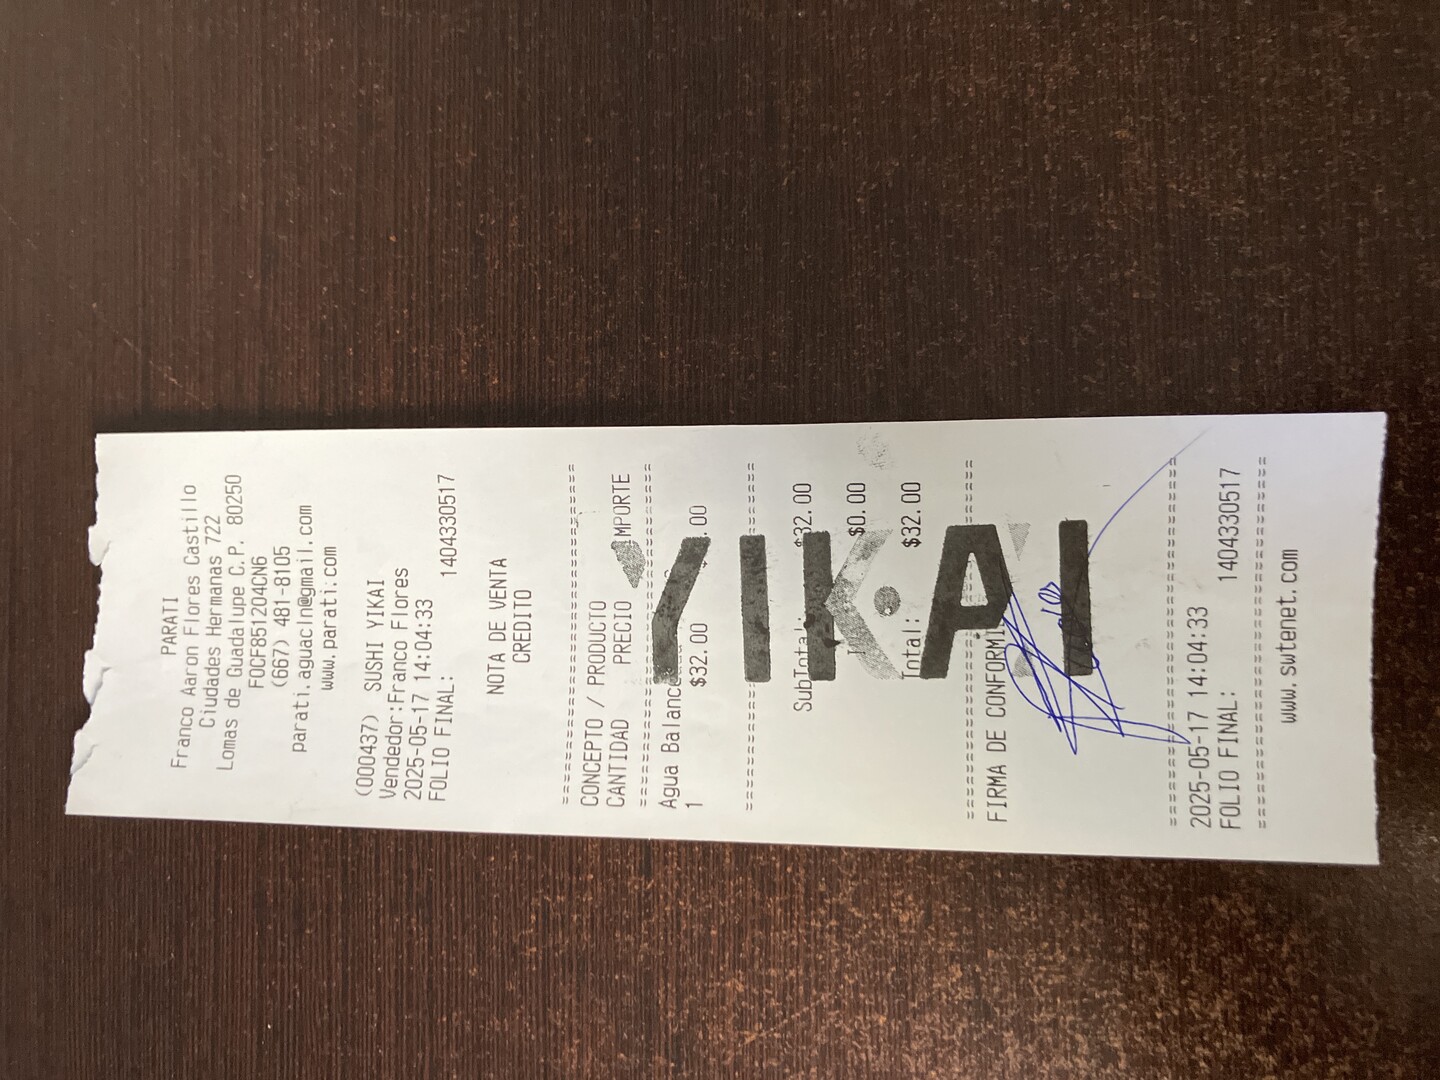 PARATI
Franco Aaron Flores Castillo
Ciudades Hermanas 722
Lomas de Guadalupe C.P. 80250
FOCF851204CN6
(667) 481-8105
parati.aguacln@gmail.com
www.parati.com
(000437) SUSHI YIKAI
Vendedor:Franco Flores
2025-05-17 14:04:33
FOLIO FINAL: 1404330517
NOTA DE VENTA
CREDITO
==============================
CONCEPTO / PRODUCTO
CANTIDAD PRECIO IMPORTE
==============================
Agua
1 $32.00 .00
==============================
SubTotal: $32.00
$0.00
Total: $32.00
YIKAI
==============================
FIRMA DE
==============================
2025-05-17 14:04:33
FOLIO FINAL: 1404330517
==============================
www.swtenet.com